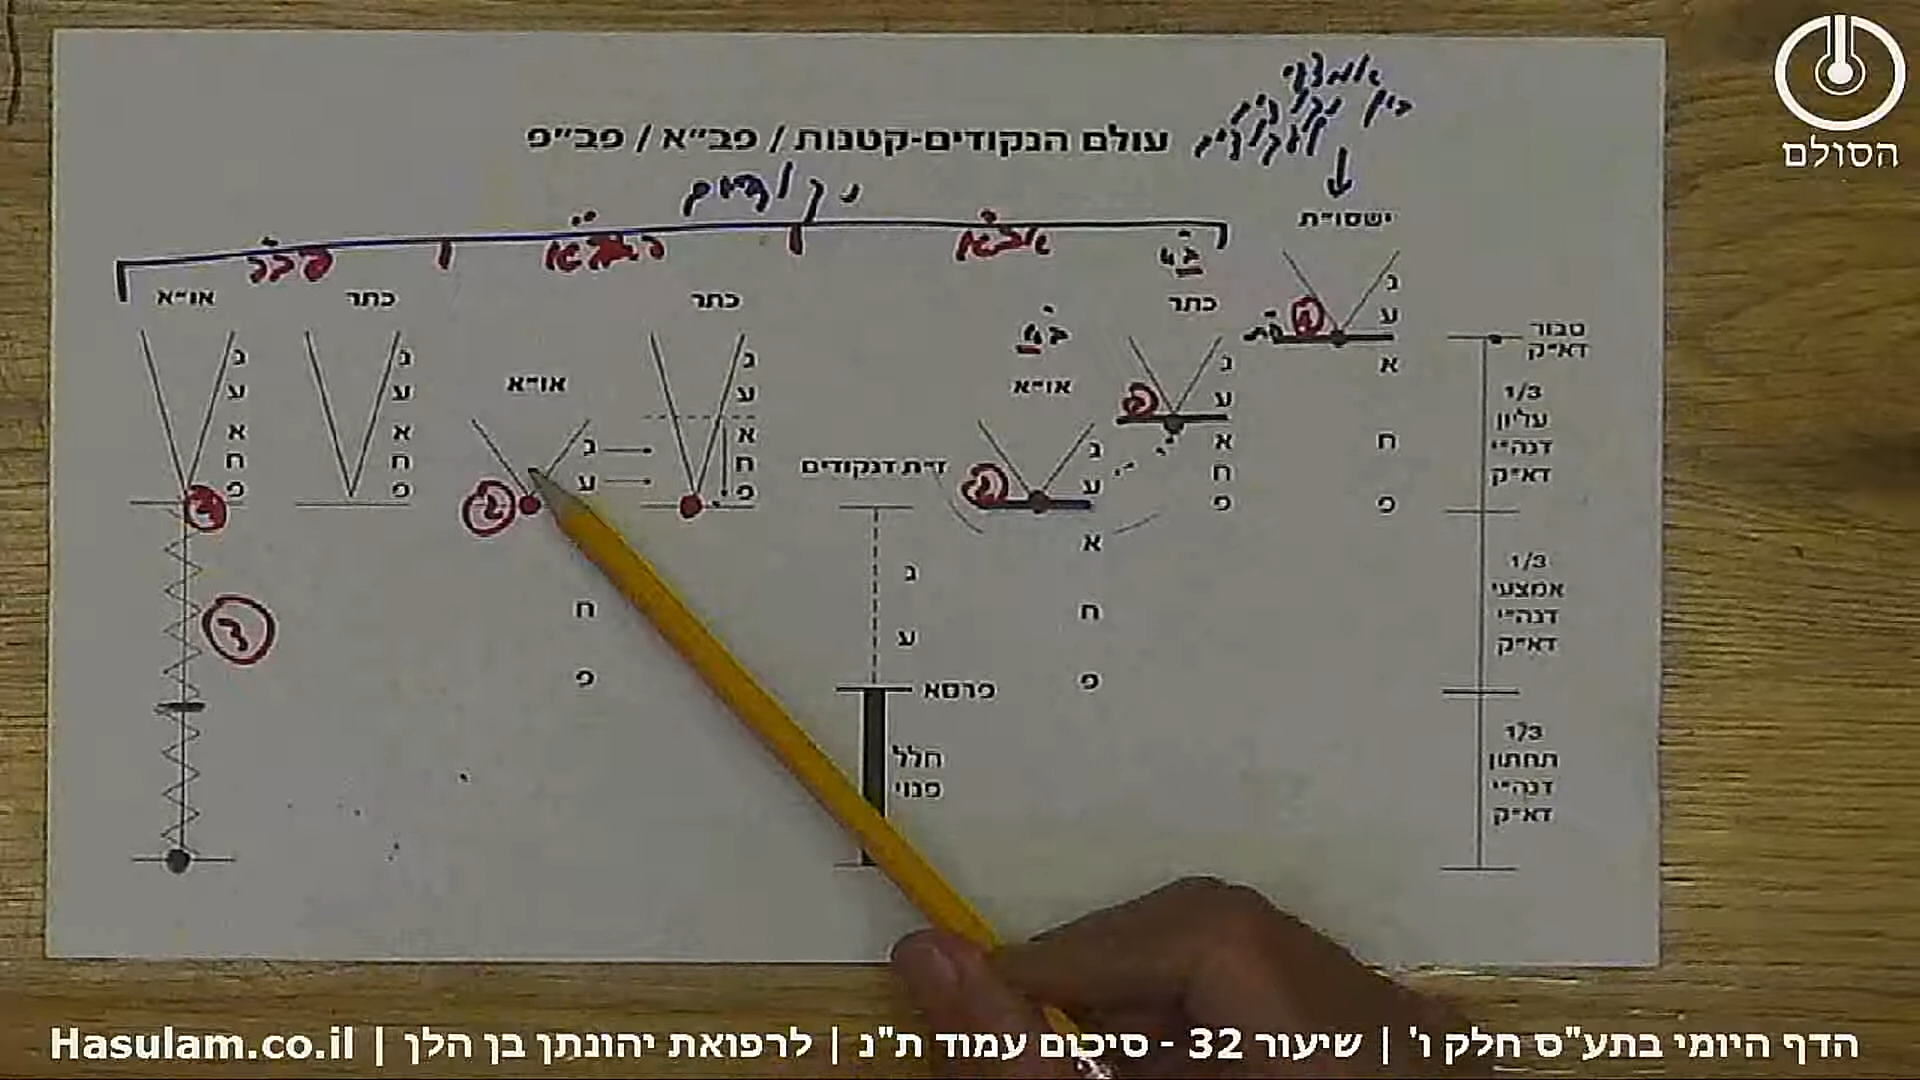 הסולם
עולם הנקודים-קטנות / פב"א / פב"פ
נקודים
ישסו"ת
כתר
או"א
כתר
או"א
כתר
או"א
נ
ע
א
ח
פ
נ
ע
א
ח
פ
נ
ע
א
ח
פ
נ
ע
ח
פ
נ
ע
א
ח
פ
נ
ע
א
ח
פ
נ
ע
א
ח
פ
ז"ת דנקודים
נ
ע
פרסא
חלל
פנוי
טבור
דא"ק
1/3
עליון
דנה"י
דא"ק
1/3
אמצעי
דנה"י
דא"ק
1/3
תחתון
דנה"י
דא"ק
הדף היומי בתע"ס חלק ו' | שיעור 32 - סיכום עמוד ת"נ | לרפואת יהונתן בן הלן | Hasulam.co.il